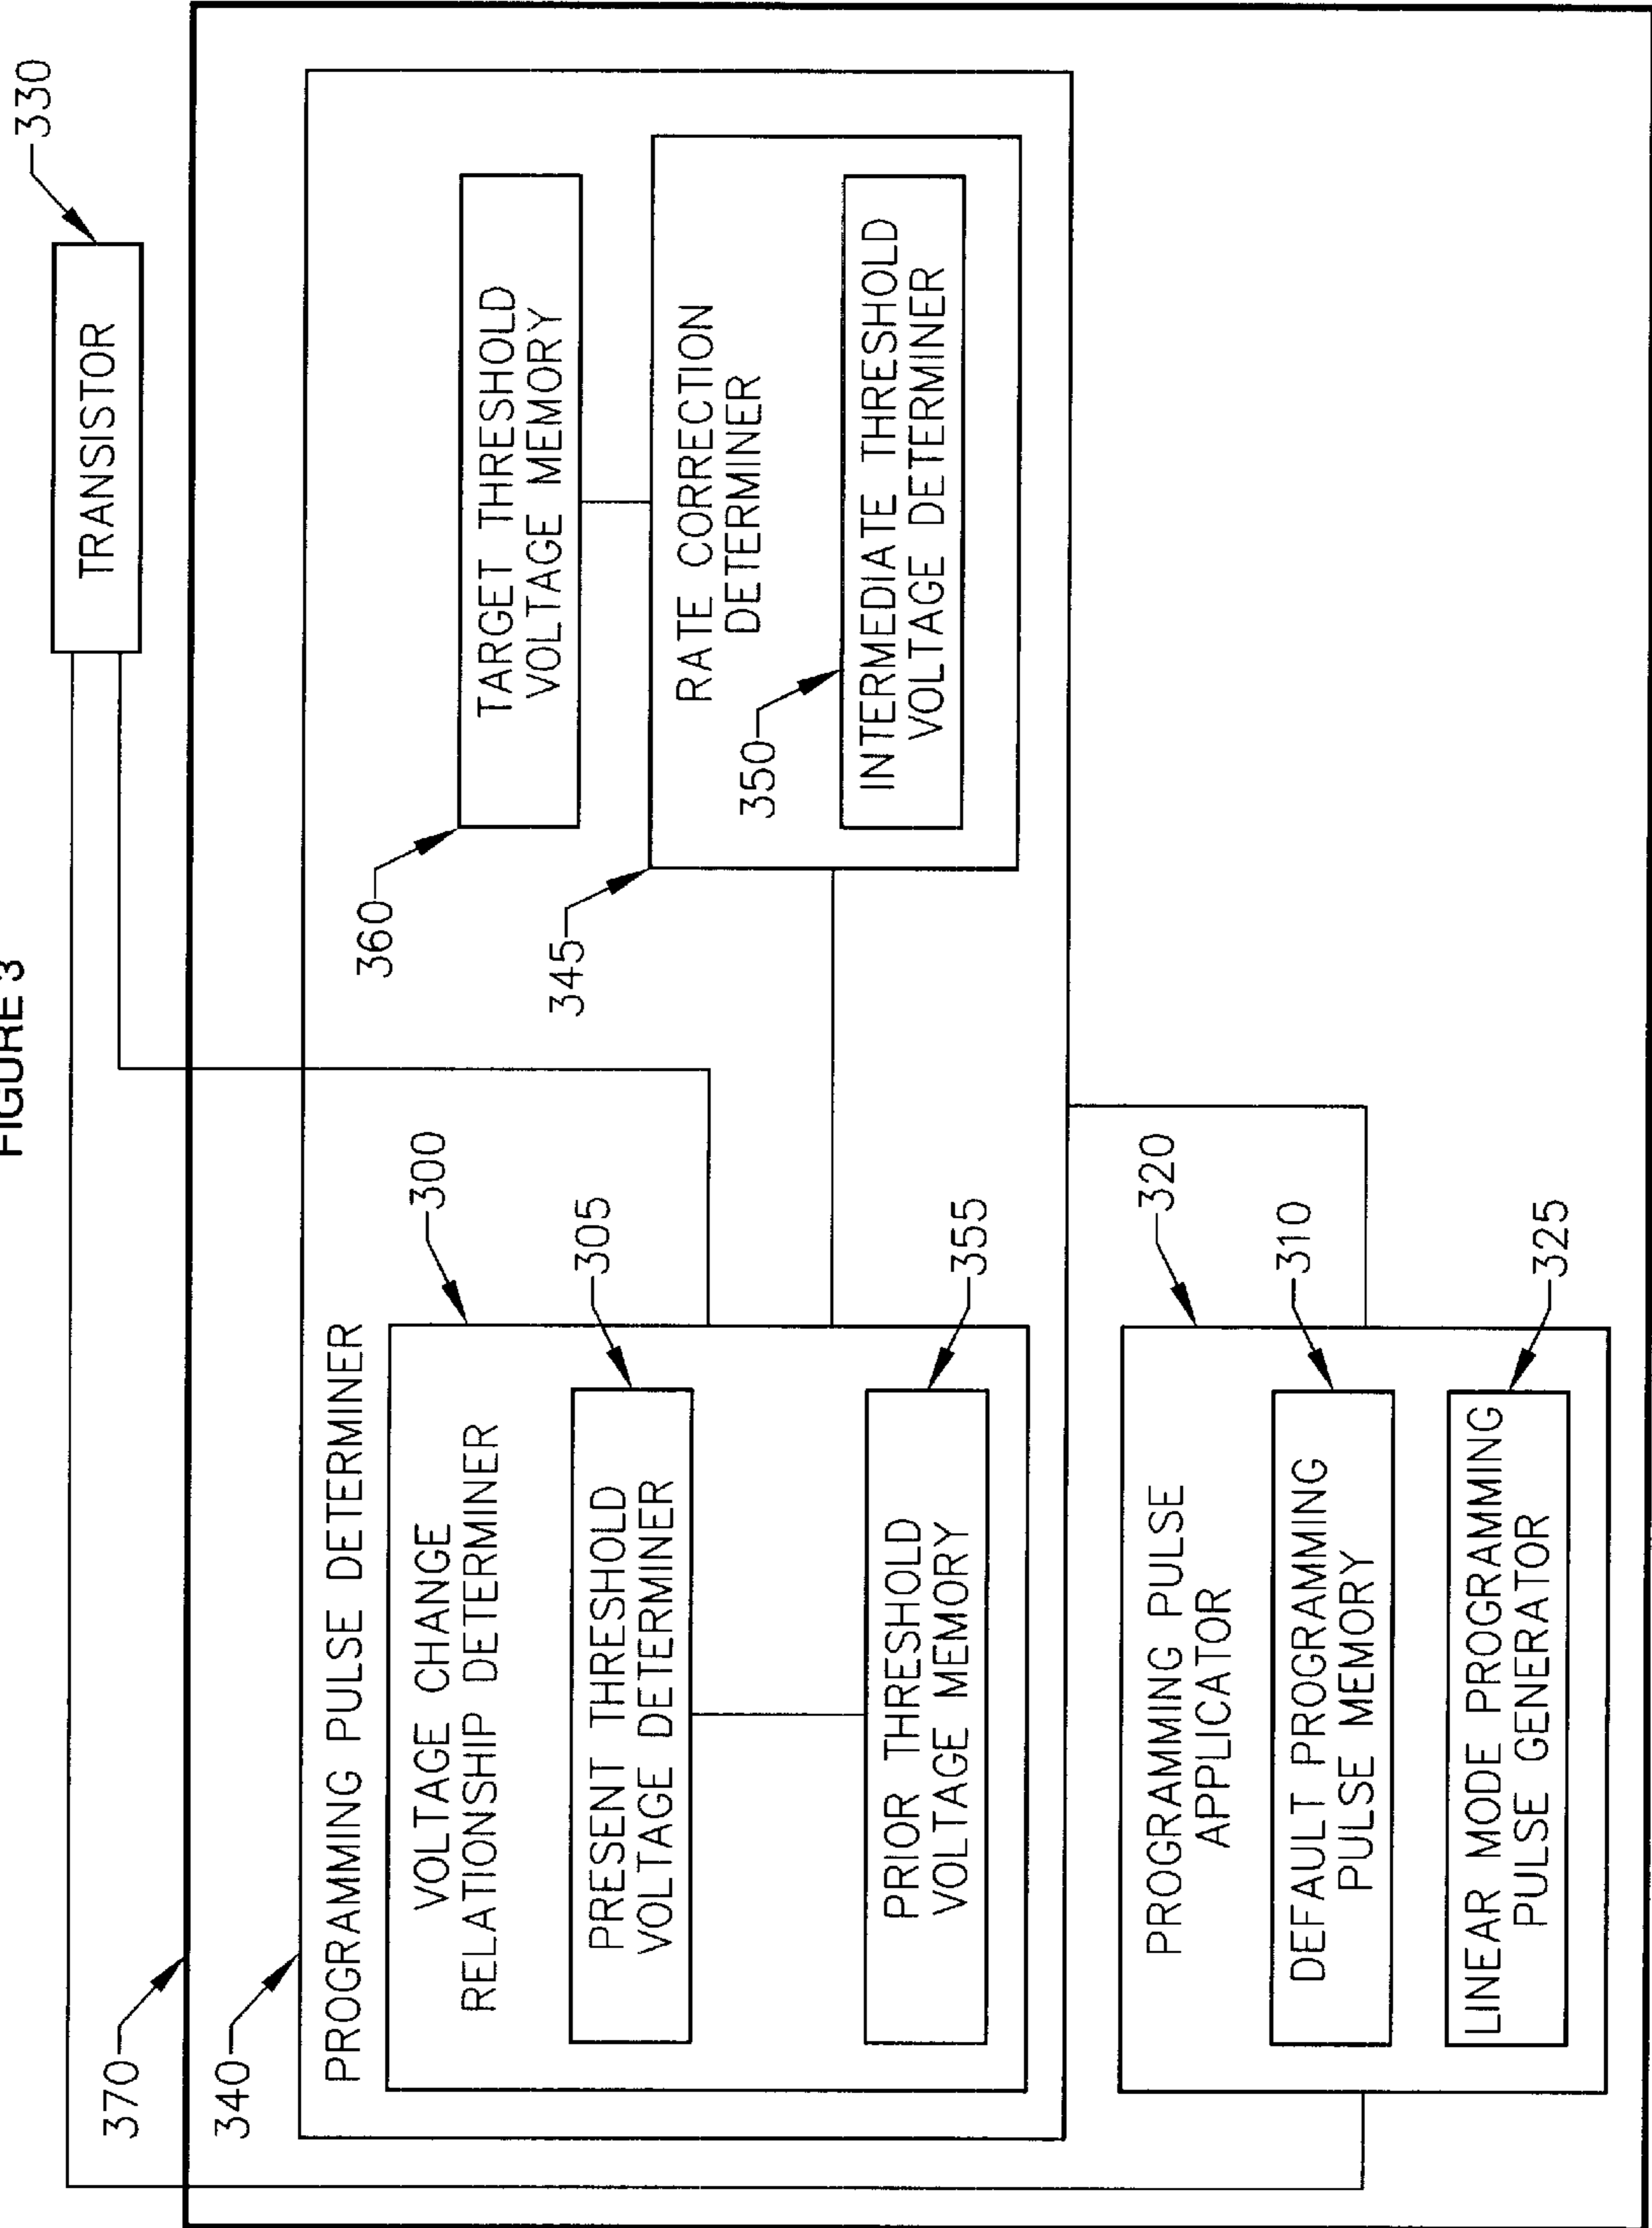 FIGURE 3
TRANSISTOR
330
370
340
PROGRAMMING PULSE DETERMINER
300
VOLTAGE CHANGE
RELATIONSHIP DETERMINER
305
PRESENT THRESHOLD
VOLTAGE DETERMINER
355
PRIOR THRESHOLD
VOLTAGE MEMORY
360
TARGET THRESHOLD
VOLTAGE MEMORY
345
RATE CORRECTION
DETERMINER
350
INTERMEDIATE THRESHOLD
VOLTAGE DETERMINER
320
PROGRAMMING PULSE
APPLICATOR
310
DEFAULT PROGRAMMING
PULSE MEMORY
325
LINEAR MODE PROGRAMMING
PULSE GENERATOR